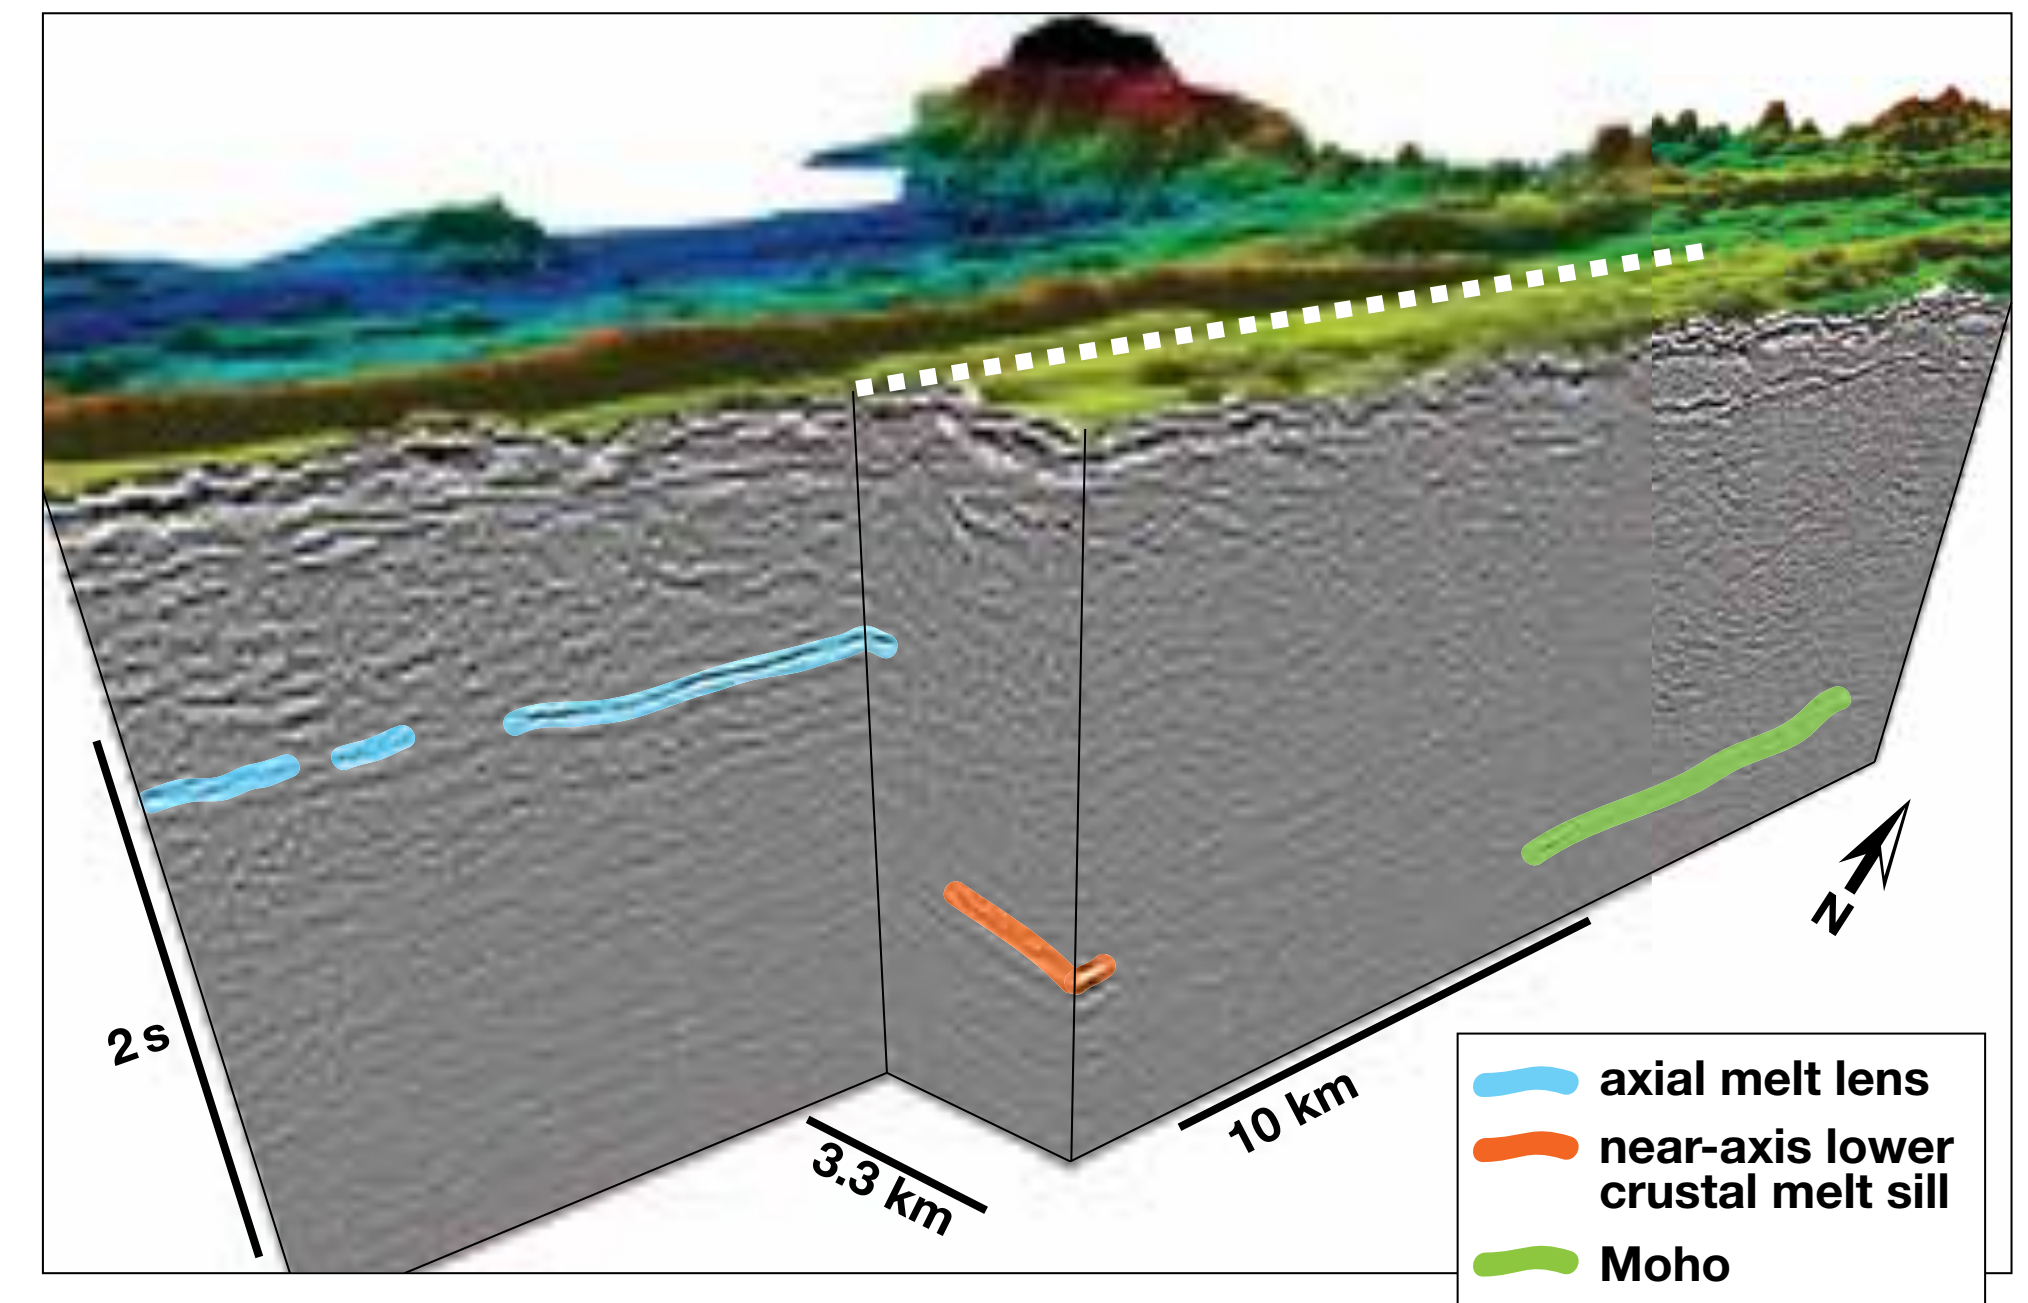 2 s
3.3 km
10 km
N
axial melt lens
near-axis lower
crustal melt sill
Moho